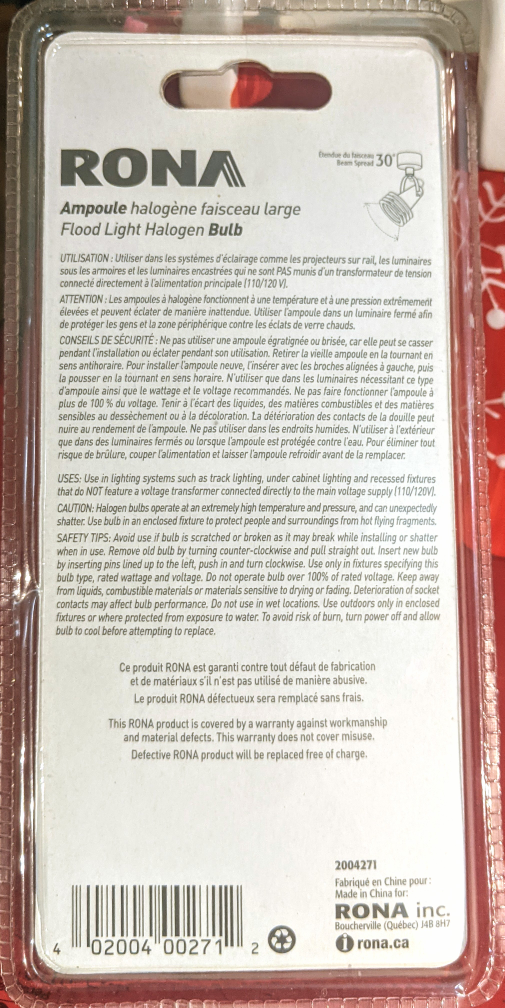 RONA
Étendue du faisceau
Beam Spread 30°
Ampoule halogène faisceau large
Flood Light Halogen Bulb
UTILISATION : Utiliser dans les systèmes d'éclairage comme les projecteurs sur rail, les luminaires
sous les armoires et les luminaires encastrées qui ne sont PAS munis d'un transformateur de tension
connecté directement à l'alimentation principale (110/120 V).
ATTENTION : Les ampoules à halogène fonctionnent à une température et à une pression extrêmement
élevées et peuvent éclater de manière inattendue. Utiliser l'ampoule dans un luminaire fermé afin
de protéger les gens et la zone périphérique contre les éclats de verre chauds.
CONSEILS DE SÉCURITÉ : Ne pas utiliser une ampoule égratignée ou brisée, car elle peut se casser
pendant l'installation ou éclater pendant son utilisation. Retirer la vieille ampoule en la tournant en
sens antihoraire. Pour installer l'ampoule neuve, l'insérer avec les broches alignées à gauche, puis
la pousser en la tournant en sens horaire. N'utiliser que dans les luminaires nécessitant ce type
d'ampoule ainsi que le wattage et le voltage recommandés. Ne pas faire fonctionner l'ampoule à
plus de 100 % du voltage. Tenir à l'écart des liquides, des matières combustibles et des matières
sensibles au dessèchement ou à la décoloration. La détérioration des contacts de la douille peut
nuire au rendement de l'ampoule. Ne pas utiliser dans des endroits humides. N'utiliser à l'extérieur
que dans des luminaires fermés ou lorsque l'ampoule est protégée contre l'eau. Pour éliminer tout
risque de brûlure, couper l'alimentation et laisser l'ampoule refroidir avant de la remplacer.
USES: Use in lighting systems such as track lighting, under cabinet lighting and recessed fixtures
that do NOT feature a voltage transformer connected directly to the main voltage supply (110/120V).
CAUTION: Halogen bulbs operate at an extremely high temperature and pressure, and can unexpectedly
shatter. Use bulb in an enclosed fixture to protect people and surroundings from hot flying fragments.
SAFETY TIPS: Avoid use if bulb is scratched or broken as it may break while installing or shatter
when in use. Remove old bulb by turning counter-clockwise and pull straight out. Insert new bulb
by inserting pins lined up to the left, push in and turn clockwise. Use only in fixtures specifying this
bulb type, rated wattage and voltage. Do not operate bulb over 100% of rated voltage. Keep away
from liquids, combustible materials or materials sensitive to drying or fading. Deterioration of socket
contacts may affect bulb performance. Do not use in wet locations. Use outdoors only in enclosed
fixtures or where protected from exposure to water. To avoid risk of burn, turn power off and allow
bulb to cool before attempting to replace.
Ce produit RONA est garanti contre tout défaut de fabrication
et de matériaux s'il n'est pas utilisé de manière abusive.
Le produit RONA défectueux sera remplacé sans frais.
This RONA product is covered by a warranty against workmanship
and material defects. This warranty does not cover misuse.
Defective RONA product will be replaced free of charge.
2004271
Fabriqué en Chine pour :
Made in China for:
RONA inc.
Boucherville (Québec) J4B 8H7
rona.ca
4 02004 00271 2